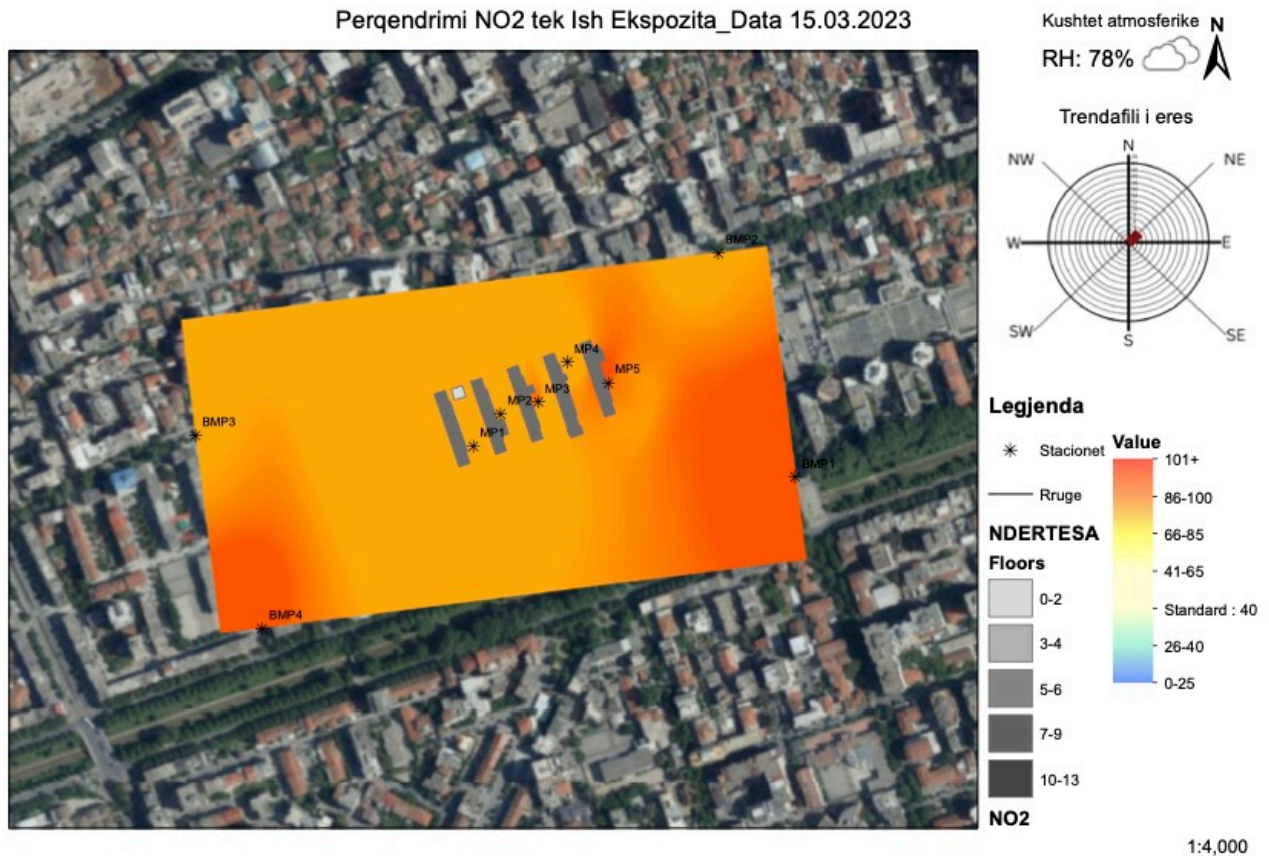 Perqendrimi NO2 tek Ish Ekspozita_Data 15.03.2023
Kushtet atmosferike
N
RH: 78%
Trendafili i eres
N
NW
NE
W
E
SW
SE
S
BMP2
MP4
MP5
MP3
MP2
MP1
BMP3
BMP1
BMP4
Legjenda
Stacionet
Rruge
NDERTESA
Floors
0-2
3-4
5-6
7-9
10-13
NO2
Value
101+
86-100
66-85
41-65
Standard : 40
26-40
0-25
1:4,000